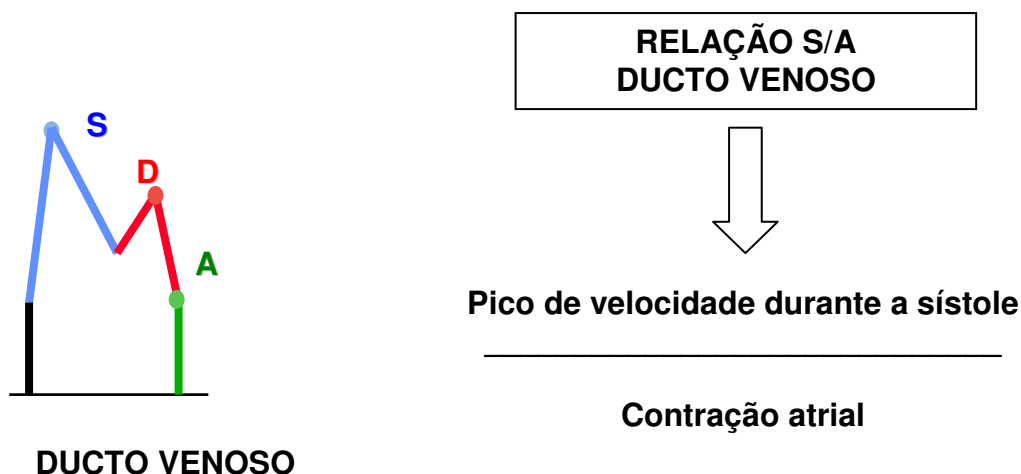 RELAÇÃO S/A
DUCTO VENOSO
S
D
A
Pico de velocidade durante a sístole
Contração atrial
DUCTO VENOSO